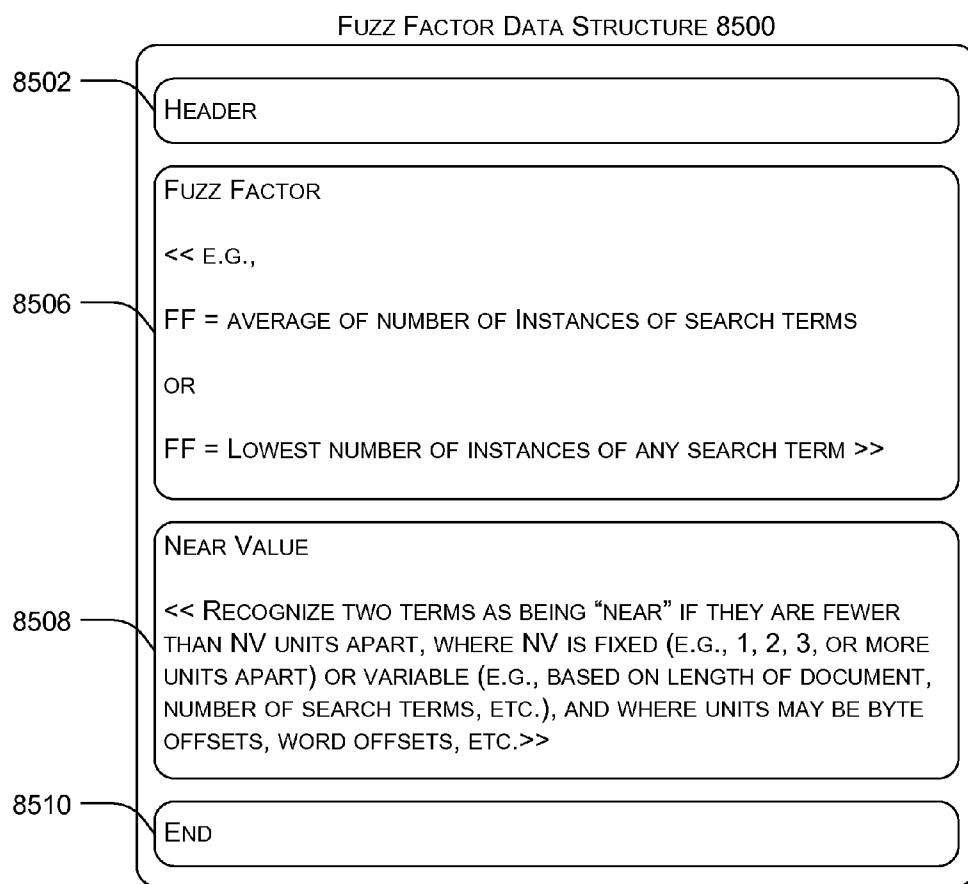 FUZZ FACTOR DATA STRUCTURE 8500
8502
HEADER
FUZZ FACTOR
<< E.G.,
8506
FF = AVERAGE OF NUMBER OF INSTANCES OF SEARCH TERMS
OR
FF = LOWEST NUMBER OF INSTANCES OF ANY SEARCH TERM >>
NEAR VALUE
8508
<< RECOGNIZE TWO TERMS AS BEING “NEAR” IF THEY ARE FEWER
THAN NV UNITS APART, WHERE NV IS FIXED (E.G., 1, 2, 3, OR MORE
UNITS APART) OR VARIABLE (E.G., BASED ON LENGTH OF DOCUMENT,
NUMBER OF SEARCH TERMS, ETC.), AND WHERE UNITS MAY BE BYTE
OFFSETS, WORD OFFSETS, ETC.>>
8510
END